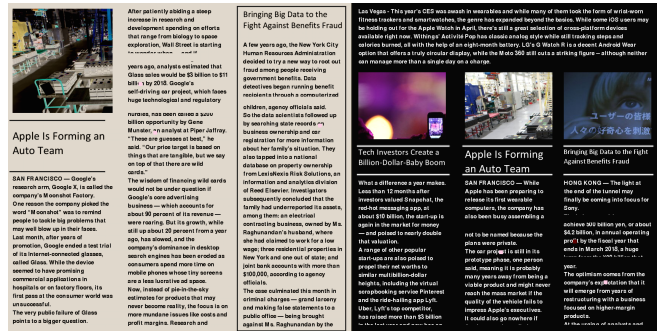 Apple Is Forming an
Auto Team
SAN FRANCISCO — Google's
research arm, Google X, is called the
company's Moonshot Factory.
One reason the company picked the
word "Moonshot" was to remind
people to tackle big problems that
may well blow up in their faces.
Last month, after years of
promotion, Google ended a test trial
of its Internet-connected glasses,
called Glass. While the device
seemed to have promising
commercial applications in
hospitals or on factory floors, its
first pase at the consumer world was
unsuccessful.
The very public failure of Glass
points to a bigger question.
After patiently abiding a steep
increase in research and
development spending on efforts
that range from biology to space
exploration, Wall Street is starting
years ago, analysts estimated that
Glass sales would be $3 billion to $11
by 2018. Google's
self-driving car project, which faces
huge technological and regulatory
hurdles, has been called a $200
billion opportunity by Gene
Munster, an analyst at Piper Jaffray.
"These are guesses at best," he
said. "Our price target is based on
things that are tangible, but we say
on top of that there are wild
cards."
The wisdom of financing wild cards
would not be under question if
Google's core advertising
business — which accounts for
about 90 percent of its revenue —
were roaring. But its growth, while
still up about 20 percent from a year
ago, has slowed, and the
company's dominance in desktop
search engines has been eroded as
consumers spend more time on
mobile phones whose tiny screens
are a less lucrative ad space.
Now, instead of pie-in-the-sky
estimates for products that may
never become reality, the focus is on
more mundane issues like costs and
profit margins. Research and
Bringing Big Data to the
Fight Against Benefits Fraud
A few years ago, the New York City
Human Resources Administration
decided to try a new way to root out
fraud among people receiving
government benefits. Data
detectives began running benefit
recipients through a computerized
children, agency officials said.
So the data scientists followed up
by searching state records
business ownership and car
registration for more information
about her family's situation. They
also tapped into a national
database on property ownership
from LexisNexis Risk Solutions, an
information and analytics division
of Reed Elsevier. Investigators
subsequently concluded that the
family had underreported its assets,
among them: an electrical
contracting business, owned by Ms.
Raghunandan's husband, where
she had claimed to work for a low
wage; three residential properties in
New York and one out of state; and
joint bank accounts with more than
$100,000, according to agency
officials.
The case culminated this month in
criminal charges — grand larceny
and making false statements to a
public office — being brought
against Ms. Raghunandan by the
Las Vegas - This year's CES was awash in wearables and while many of them took the form of wrist-worn
fitness trackers and smartwatches, the genre has expanded beyond the basics. While some iOS users may
be holding out for the Apple Watch in April, there's still a great selection of cross-platform devices
available right now. Withings' Activité Pop has classic analog style while still tracking steps and
calories burned, all with the help of an eight-month battery. LG's G Watch R is a decent Android Wear
option that offers a truly circular display, while the Moto 360 still cuts a striking figure – although neither
can manage more than a single day on a charge.
ユーザーの皆様
人々の好奇心を刺激
Tech Investors Create a
Billion-Dollar-Baby Boom
What a difference a year makes.
Less than 12 months after
investors valued Snapchat, the
red-hot messaging app, at
about $10 billion, the start-up is
again in the market for money
— and poised to nearly double
that valuation.
A range of other popular
start-ups are also poised to
propel their net worths to
similar multibillion-dollar
heights, including the virtual
scrapbooking service Pinterest
and the ride-hailing app Lyft.
Uber, Lyft's top competitor,
has raised more than $3 billion
Apple Is Forming
an Auto Team
SAN FRANCISCO — While
Apple has been preparing to
release its first wearable
computers, the company has
also been busy assembling a
not to be named because the
plans were private.
The car project is still in its
prototype phase, one person
said, meaning it is probably
many years away from being a
viable product and might never
reach the mass market if the
quality of the vehicle fails to
impress Apple's executives.
It could also go nowhere if
Bringing Big Data to the Fight
Against Benefits Fraud
HONG KONG — The light at
the end of the tunnel may
finally be coming into focus for
Sony.
achieve 500 billion yen, or about
$4.2 billion, in annual operating
profit by the fiscal year that
ends in March 2018, a huge
year.
The optimism comes from the
company's expectation that it
will emerge from years of
restructuring with a business
focused on higher-margin
products.
At the urging of analysts and